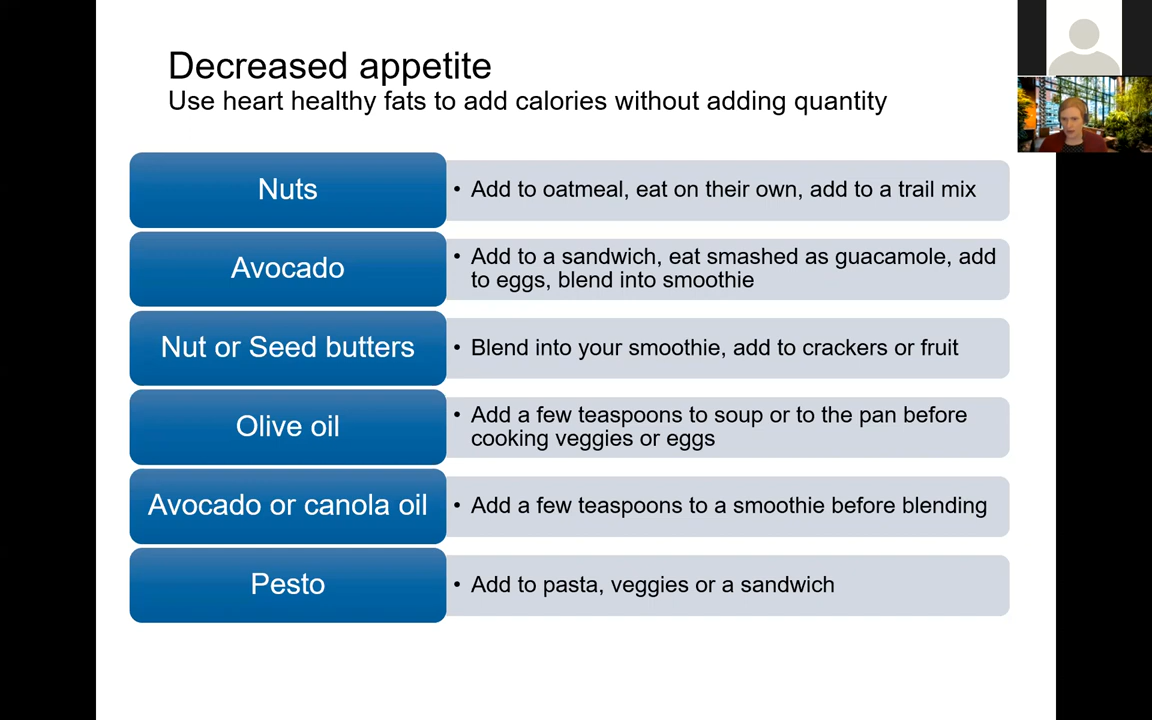 Decreased appetite
Use heart healthy fats to add calories without adding quantity
Nuts
• Add to oatmeal, eat on their own, add to a trail mix
Avocado
• Add to a sandwich, eat smashed as guacamole, add
to eggs, blend into smoothie
Nut or Seed butters
• Blend into your smoothie, add to crackers or fruit
Olive oil
• Add a few teaspoons to soup or to the pan before
cooking veggies or eggs
Avocado or canola oil
• Add a few teaspoons to a smoothie before blending
Pesto
• Add to pasta, veggies or a sandwich